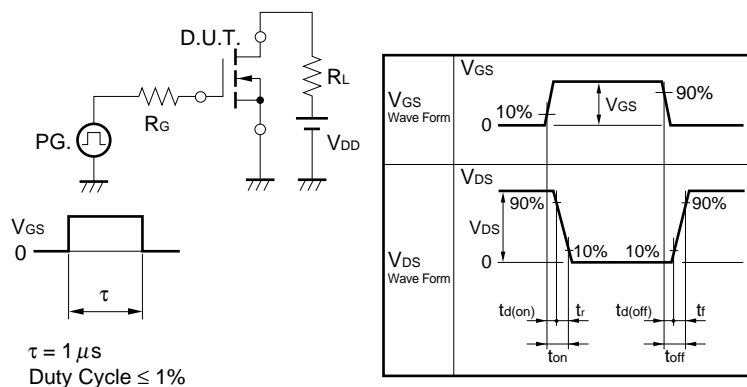 D.U.T.
RL
RG
PG.
VDD
VGS
0
τ
τ = 1 μs
Duty Cycle ≤ 1%
VGS
Wave Form
VGS
10%
VGS
90%
0
VDS
Wave Form
VDS
90%
VDS
90%
10%
10%
0
td(on)
tr
td(off)
tf
ton
toff